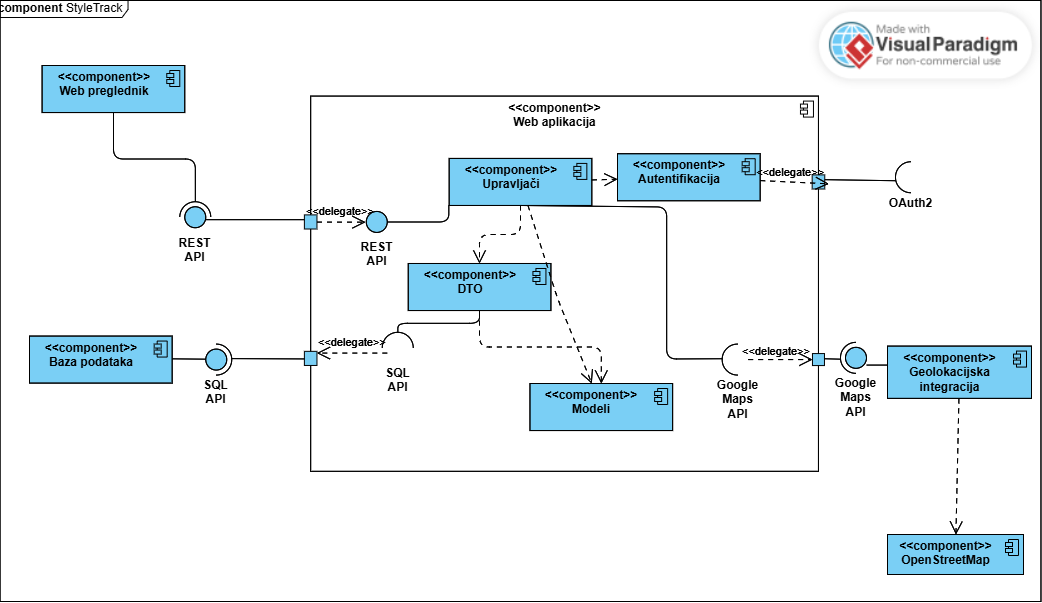 component StyleTrack
Made with
Visual Paradigm
For non-commercial use
<<component>>
Web preglednik
<<component>>
Web aplikacija
<<component>>
Upravljači
<<component>>
Autentifikacija
<<delegate>>
OAuth2
<<delegate>>
REST
API
REST
API
<<component>>
DTO
<<delegate>>
<<component>>
Baza podataka
SQL
API
SQL
API
<<component>>
Modeli
<<delegate>>
Google
Maps
API
Google
Maps
API
<<component>>
Geolokacijska
integracija
<<component>>
OpenStreetMap